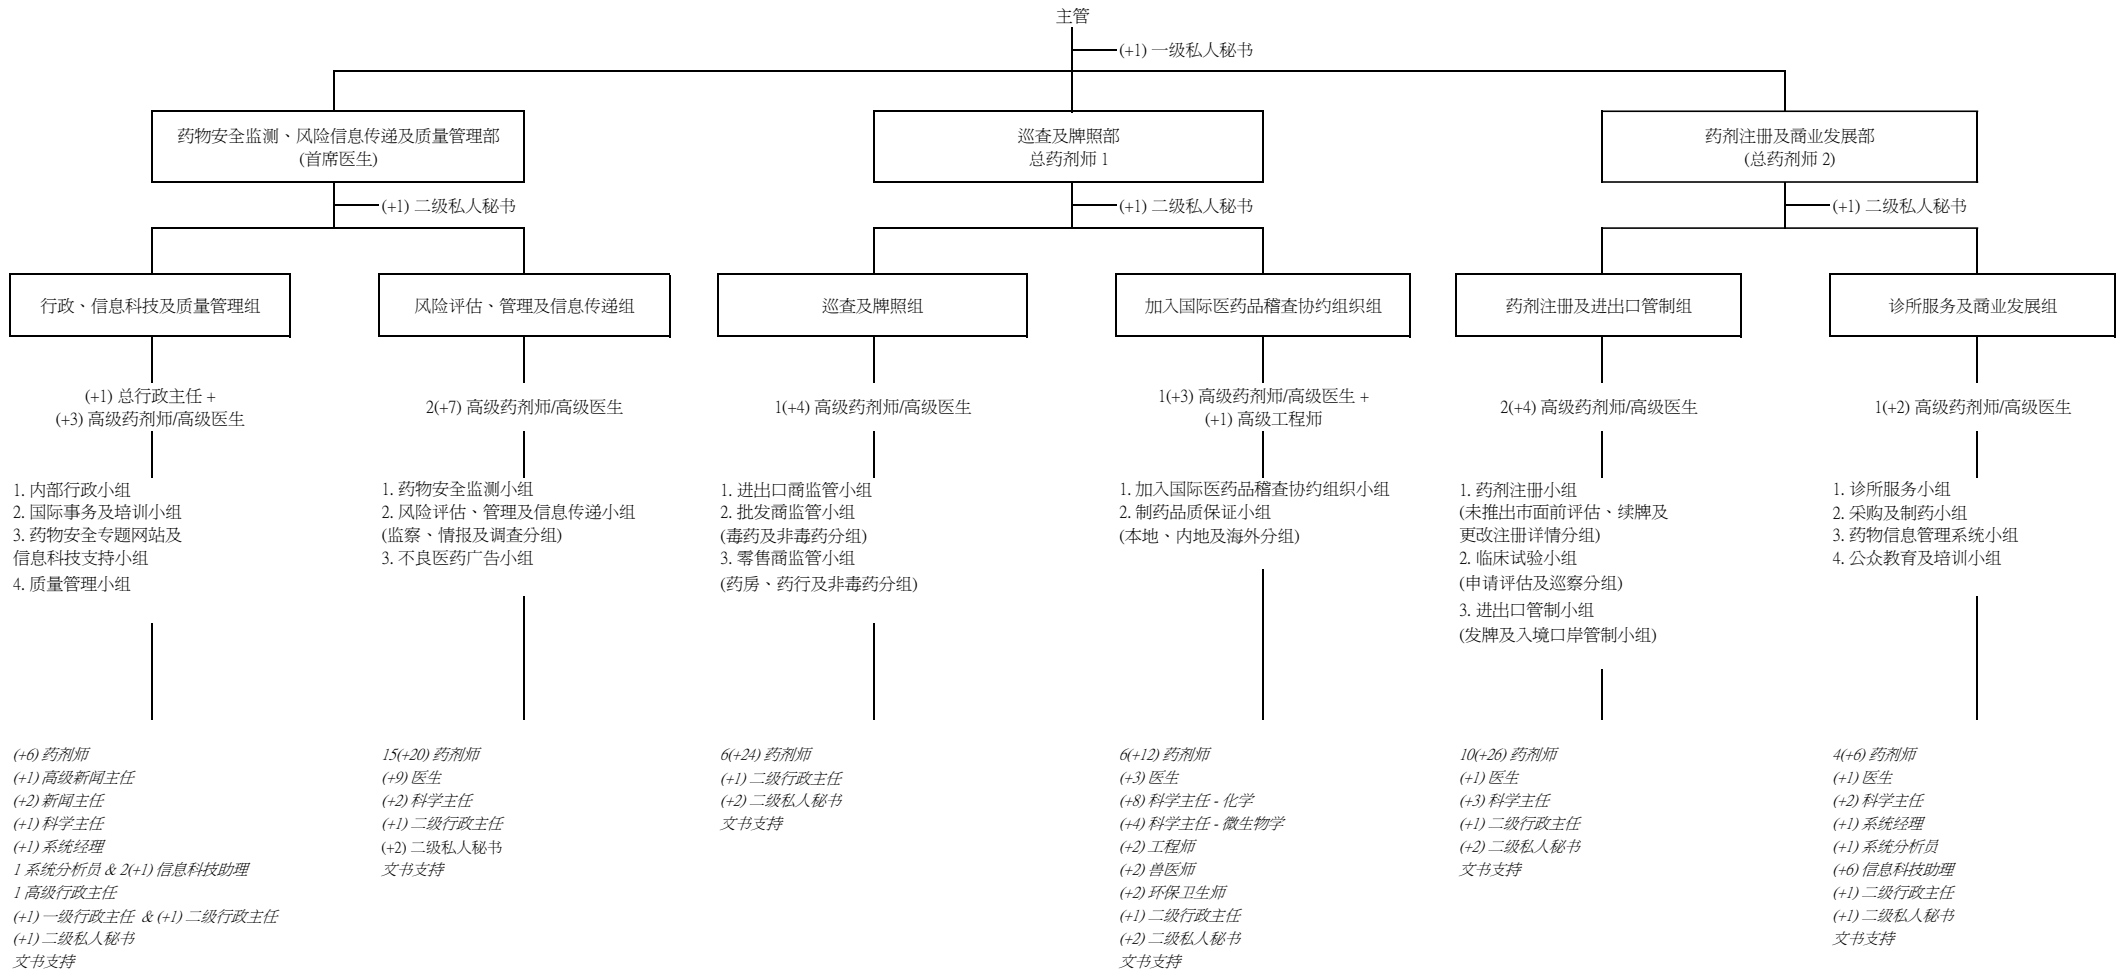 主管
(+1) 一级私人秘书
药物安全监测、风险信息传递及质量管理部
(首席医生)
(+1) 二级私人秘书
巡查及牌照部
总药剂师 1
(+1) 二级私人秘书
药剂注册及商业发展部
(总药剂师 2)
(+1) 二级私人秘书
行政、信息科技及质量管理组
(+1) 总行政主任 +
(+3) 高级药剂师/高级医生
1. 内部行政小组
2. 国际事务及培训小组
3. 药物安全专题网站及
信息科技支持小组
4. 质量管理小组
(+6) 药剂师
(+1) 高级新闻主任
(+2) 新闻主任
(+1) 科学主任
(+1) 系统经理
1 系统分析员 & 2(+1) 信息科技助理
1 高级行政主任
(+1) 一级行政主任 & (+1) 二级行政主任
(+1) 二级私人秘书
文书支持
风险评估、管理及信息传递组
2(+7) 高级药剂师/高级医生
1. 药物安全监测小组
2. 风险评估、管理及信息传递小组
(监察、情报及调查分组)
3. 不良医药广告小组
15(+20) 药剂师
(+9) 医生
(+2) 科学主任
(+1) 二级行政主任
(+2) 二级私人秘书
文书支持
巡查及牌照组
1(+4) 高级药剂师/高级医生
1. 进出口商监管小组
2. 批发商监管小组
(毒药及非毒药分组)
3. 零售商监管小组
(药房、药行及非毒药分组)
6(+24) 药剂师
(+1) 二级行政主任
(+2) 二级私人秘书
文书支持
加入国际医药品稽查协约组织组
1(+3) 高级药剂师/高级医生 +
(+1) 高级工程师
1. 加入国际医药品稽查协约组织小组
2. 制药品质保证小组
(本地、内地及海外分组)
6(+12) 药剂师
(+3) 医生
(+8) 科学主任 - 化学
(+4) 科学主任 - 微生物学
(+2) 工程师
(+2) 兽医师
(+2) 环保卫生师
(+1) 二级行政主任
(+2) 二级私人秘书
文书支持
药剂注册及进出口管制组
2(+4) 高级药剂师/高级医生
1. 药剂注册小组
(未推出市面前评估、续牌及
更改注册详情分组)
2. 临床试验小组
(申请评估及巡察分组)
3. 进出口管制小组
(发牌及入境口岸管制小组)
10(+26) 药剂师
(+1) 医生
(+3) 科学主任
(+1) 二级行政主任
(+2) 二级私人秘书
文书支持
诊所服务及商业发展组
1(+2) 高级药剂师/高级医生
1. 诊所服务小组
2. 采购及制药小组
3. 药物信息管理系统小组
4. 公众教育及培训小组
4(+6) 药剂师
(+1) 医生
(+2) 科学主任
(+1) 系统经理
(+1) 系统分析员
(+6) 信息科技助理
(+1) 二级行政主任
(+1) 二级私人秘书
文书支持